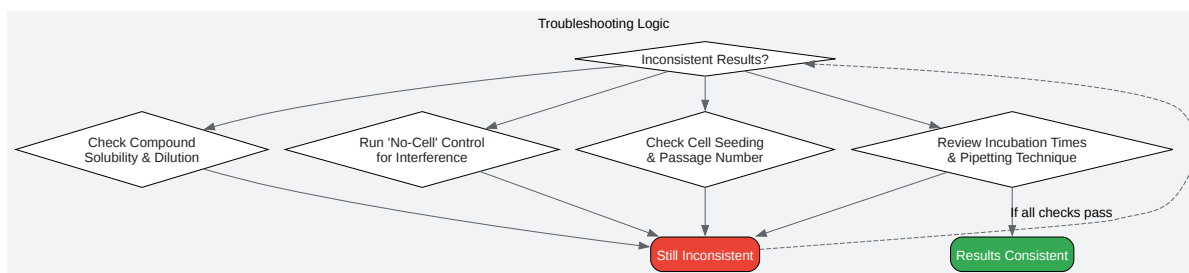 Troubleshooting Logic
Inconsistent Results?
Check Compound
Solubility & Dilution
Run 'No-Cell' Control
for Interference
Check Cell Seeding
& Passage Number
Review Incubation Times
& Pipetting Technique
If all checks pass
Still Inconsistent
Results Consistent